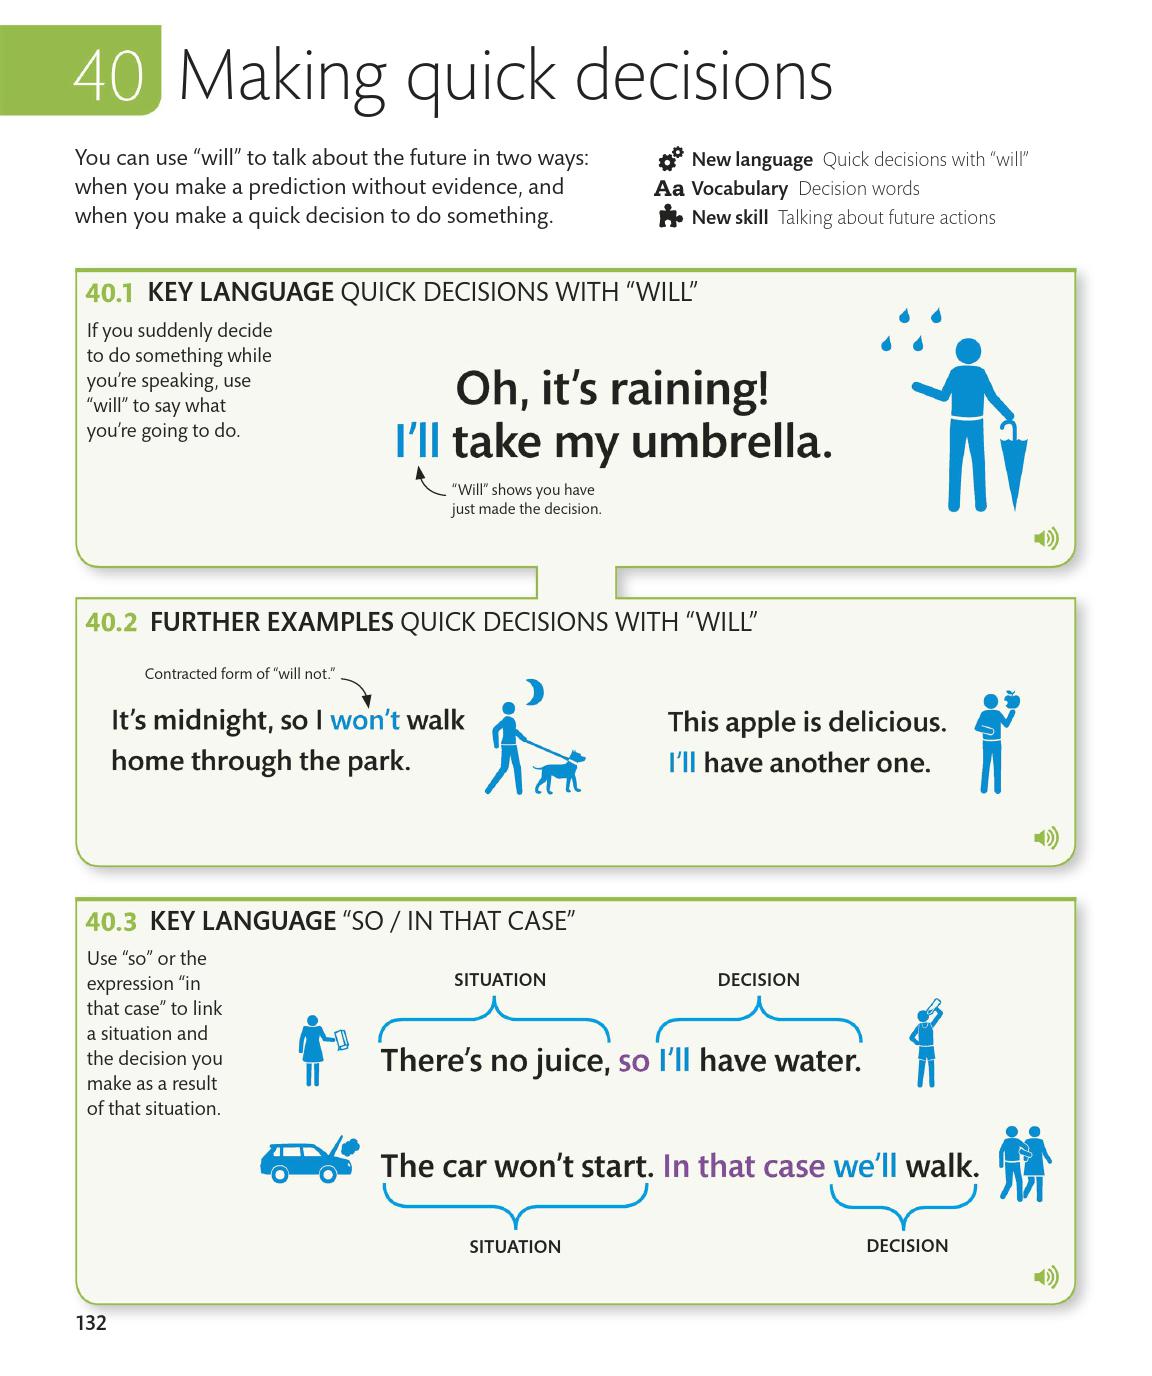 40 Making quick decisions
You can use “will” to talk about the future in two ways:
when you make a prediction without evidence, and
when you make a quick decision to do something.
New language Quick decisions with “will”
Aa Vocabulary Decision words
New skill Talking about future actions
40.1 KEY LANGUAGE QUICK DECISIONS WITH “WILL”
If you suddenly decide
to do something while
you’re speaking, use
“will” to say what
you’re going to do.
Oh, it’s raining!
I’ll take my umbrella.
“Will” shows you have
just made the decision.
40.2 FURTHER EXAMPLES QUICK DECISIONS WITH “WILL”
Contracted form of “will not.”
It’s midnight, so I won’t walk
home through the park.
This apple is delicious.
I’ll have another one.
40.3 KEY LANGUAGE “SO / IN THAT CASE”
Use “so” or the
expression “in
that case” to link
a situation and
the decision you
make as a result
of that situation.
SITUATION
DECISION
There’s no juice, so I’ll have water.
The car won’t start. In that case we’ll walk.
SITUATION
DECISION
132